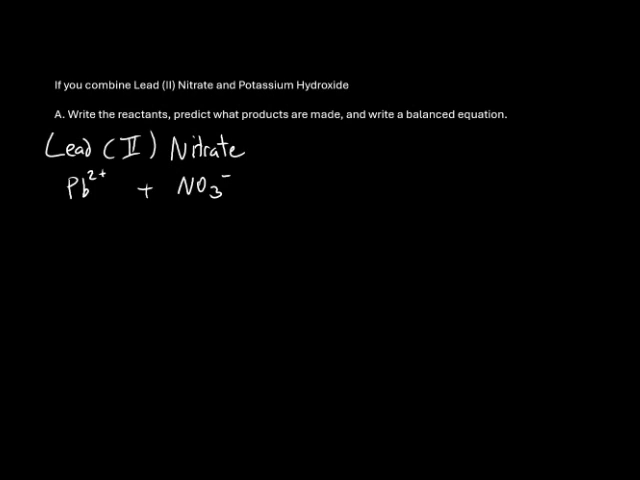 If you combine Lead (II) Nitrate and Potassium Hydroxide
A. Write the reactants, predict what products are made, and write a balanced equation.
Lead (II) Nitrate
Pb²⁺ + NO₃⁻